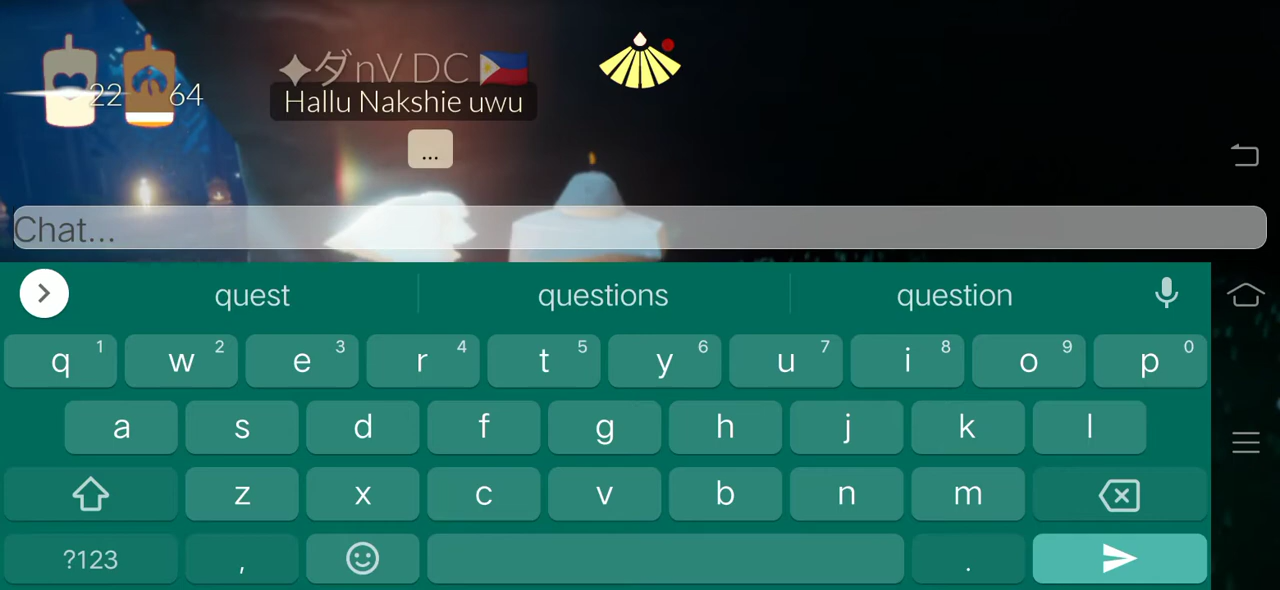 22
64
✦ダnV DC 🇵🇭
Hallu Nakshie uwu
...
Chat...
quest questions question
q 1 w 2 e 3 r 4 t 5 y 6 u 7 i 8 o 9 p 0
a s d f g h j k l
z x c v b n m
?123 , .